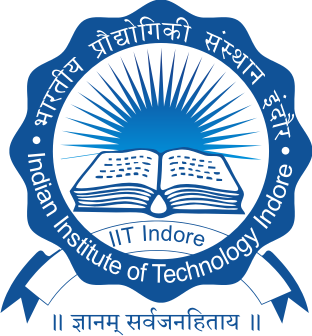 • भारतीय प्रौद्योगिकी संस्थान इंदौर •
Indian Institute of Technology Indore
IIT Indore
॥ ज्ञानम् सर्वजनहिताय ॥